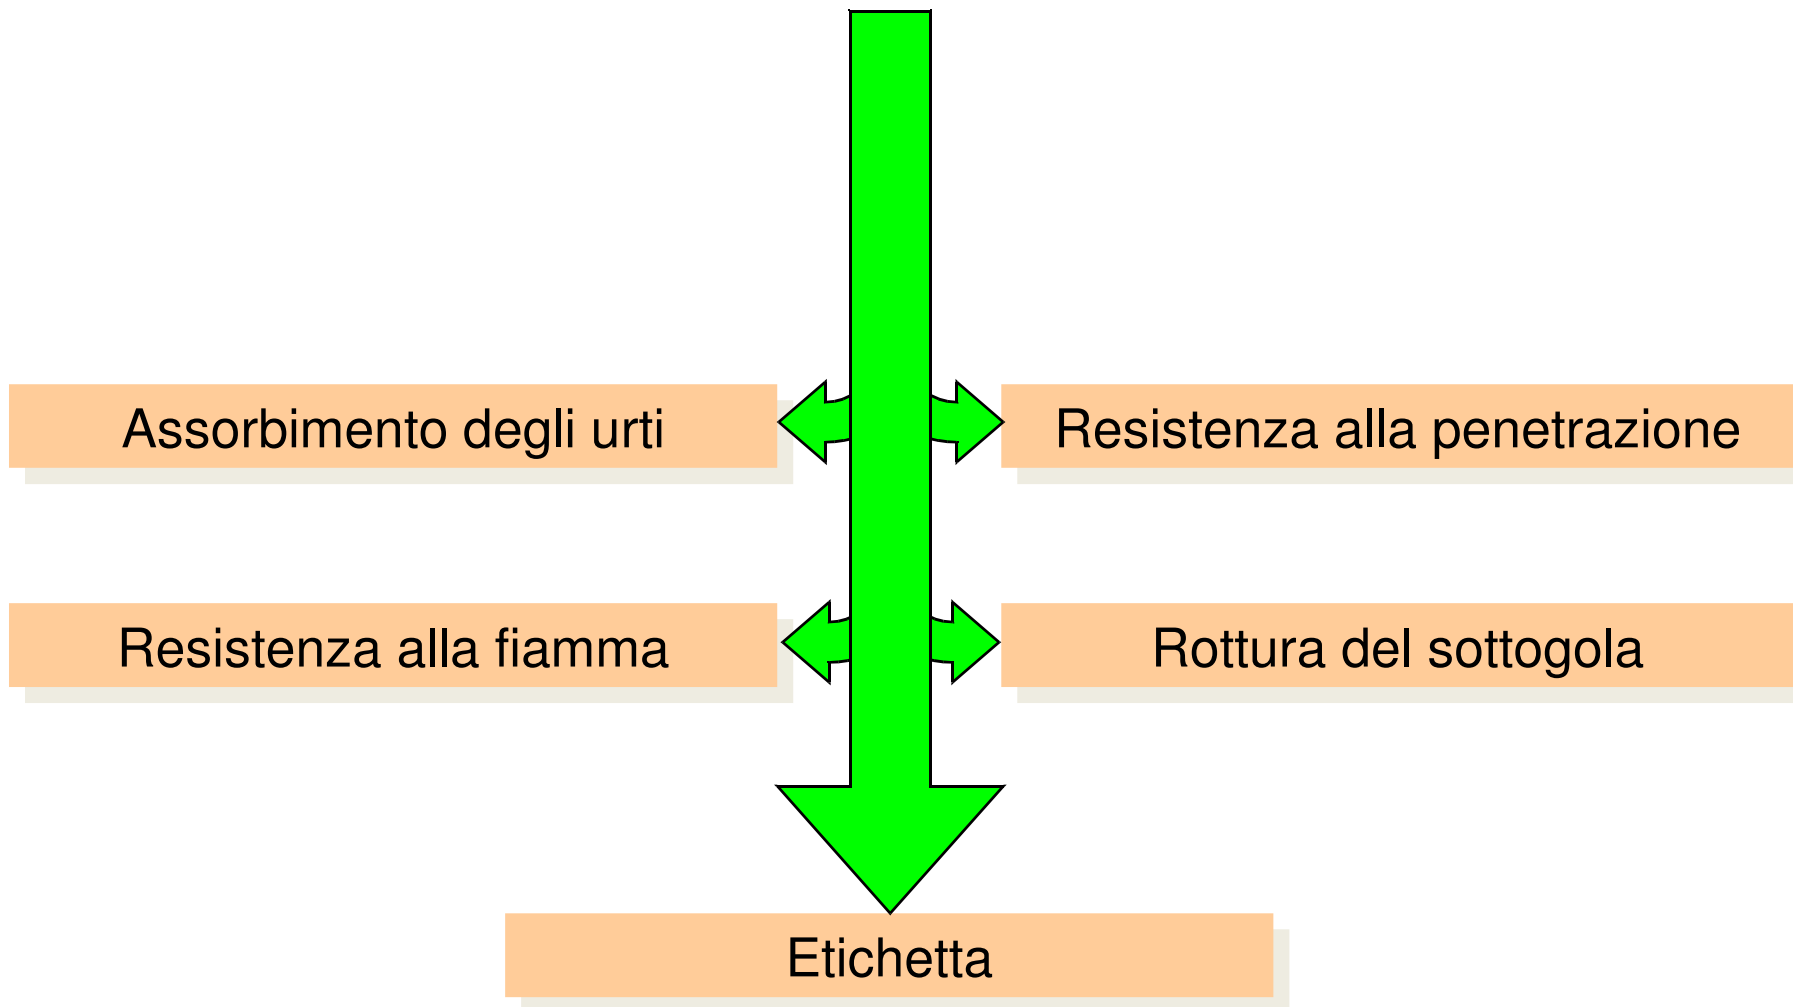 Assorbimento degli urti
Resistenza alla penetrazione
Resistenza alla fiamma
Rottura del sottogola
Etichetta